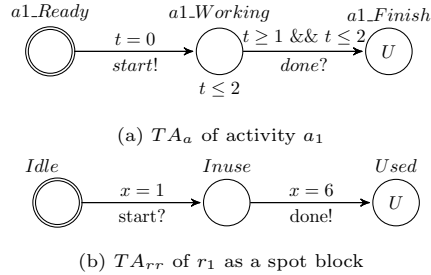 a1_Ready a1_Working a1_Finish
t = 0 t ≥ 1 && t ≤ 2
U
start! done?
t ≤ 2
(a) TA_a of activity a_1
Idle Inuse Used
x = 1 x = 6
U
start? done!
(b) TA_rr of r_1 as a spot block